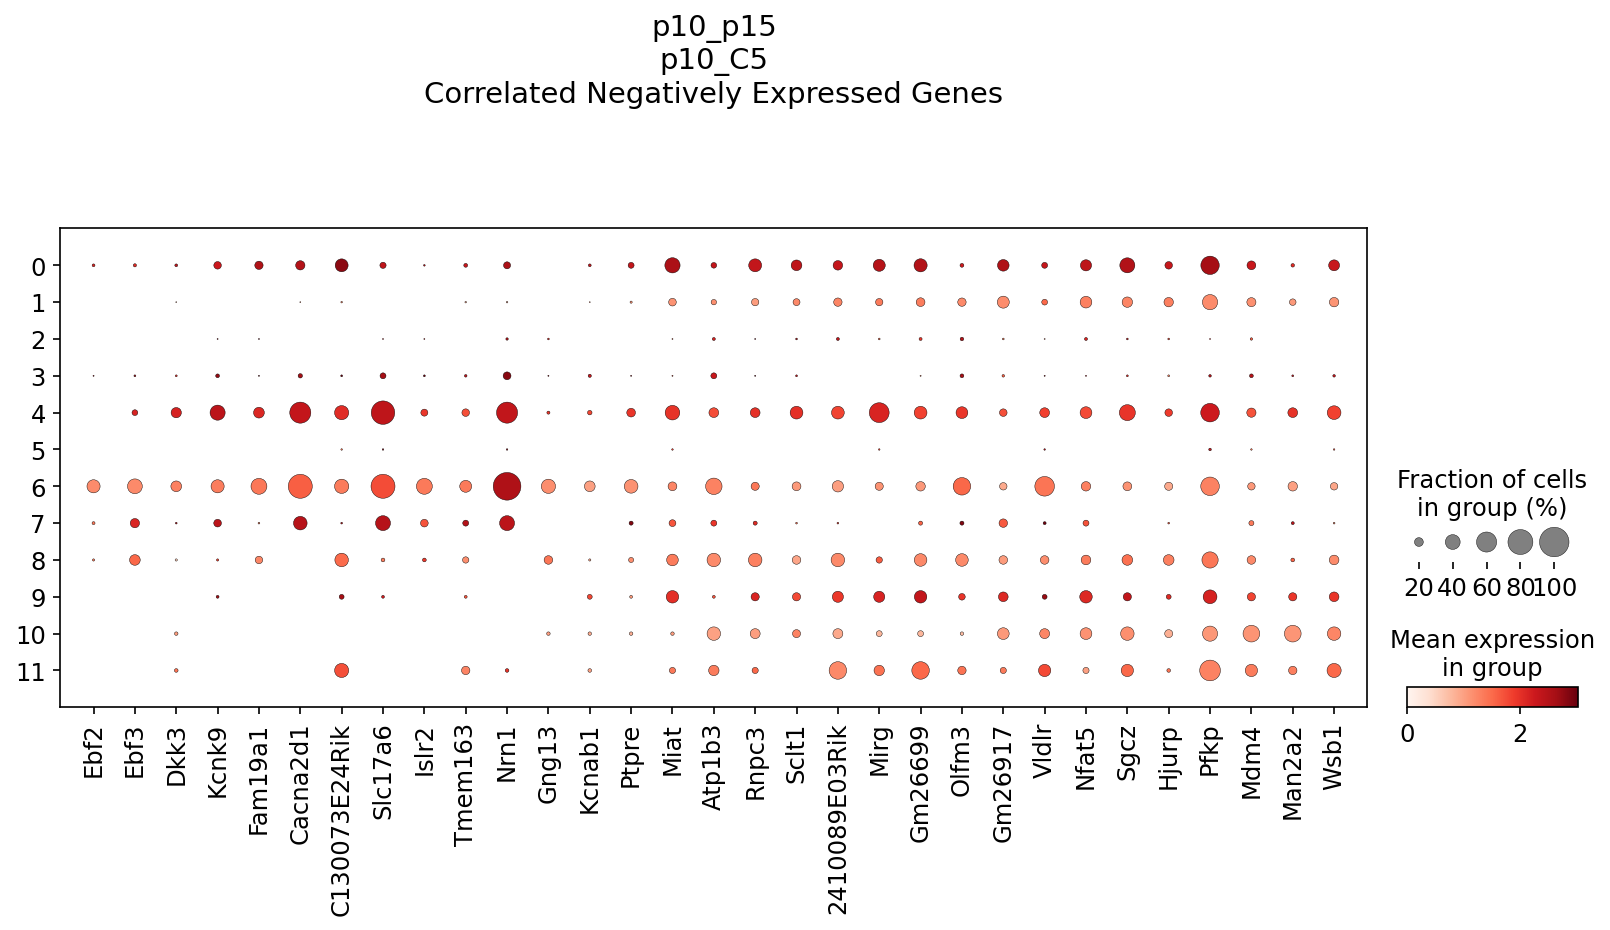 p10_p15
p10_C5
Correlated Negatively Expressed Genes
0
1
2
3
4
5
6
7
8
9
10
11
Ebf2
Ebf3
Dkk3
Kcnk9
Fam19a1
Cacna2d1
C130073E24Rik
Slc17a6
Islr2
Tmem163
Nrn1
Gng13
Kcnab1
Ptpre
Miat
Atp1b3
Rnpc3
Sclt1
2410089E03Rik
Mirg
Gm26699
Olfm3
Gm26917
Vldlr
Nfat5
Sgcz
Hjurp
Pfkp
Mdm4
Man2a2
Wsb1
Fraction of cells
in group (%)
20 40 60 80 100
Mean expression
in group
0 2